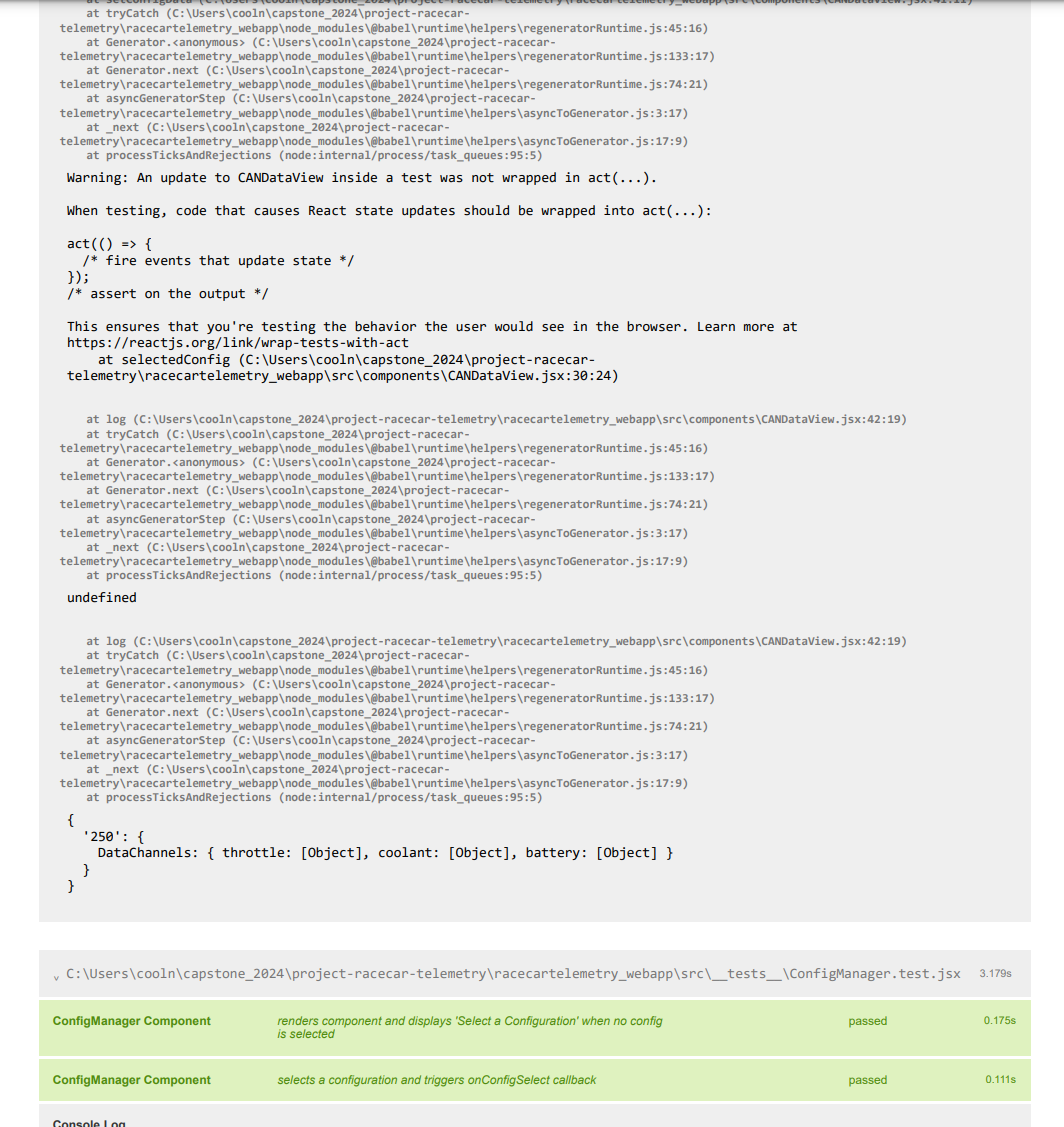 at setConfigData (C:\Users\cooln\capstone_2024\project-racecar-telemetry\racecartelemetry_webapp\src\components\CANDataView.jsx:41:11)
at tryCatch (C:\Users\cooln\capstone_2024\project-racecar-
telemetry\racecartelemetry_webapp\node_modules\@babel\runtime\helpers\regeneratorRuntime.js:45:16)
at Generator.<anonymous> (C:\Users\cooln\capstone_2024\project-racecar-
telemetry\racecartelemetry_webapp\node_modules\@babel\runtime\helpers\regeneratorRuntime.js:133:17)
at Generator.next (C:\Users\cooln\capstone_2024\project-racecar-
telemetry\racecartelemetry_webapp\node_modules\@babel\runtime\helpers\regeneratorRuntime.js:74:21)
at asyncGeneratorStep (C:\Users\cooln\capstone_2024\project-racecar-
telemetry\racecartelemetry_webapp\node_modules\@babel\runtime\helpers\asyncToGenerator.js:3:17)
at _next (C:\Users\cooln\capstone_2024\project-racecar-
telemetry\racecartelemetry_webapp\node_modules\@babel\runtime\helpers\asyncToGenerator.js:17:9)
at processTicksAndRejections (node:internal/process/task_queues:95:5)
Warning: An update to CANDataView inside a test was not wrapped in act(...).
When testing, code that causes React state updates should be wrapped into act(...):
act(() => {
/* fire events that update state */
});
/* assert on the output */
This ensures that you're testing the behavior the user would see in the browser. Learn more at
https://reactjs.org/link/wrap-tests-with-act
at selectedConfig (C:\Users\cooln\capstone_2024\project-racecar-
telemetry\racecartelemetry_webapp\src\components\CANDataView.jsx:30:24)
at log (C:\Users\cooln\capstone_2024\project-racecar-telemetry\racecartelemetry_webapp\src\components\CANDataView.jsx:42:19)
at tryCatch (C:\Users\cooln\capstone_2024\project-racecar-
telemetry\racecartelemetry_webapp\node_modules\@babel\runtime\helpers\regeneratorRuntime.js:45:16)
at Generator.<anonymous> (C:\Users\cooln\capstone_2024\project-racecar-
telemetry\racecartelemetry_webapp\node_modules\@babel\runtime\helpers\regeneratorRuntime.js:133:17)
at Generator.next (C:\Users\cooln\capstone_2024\project-racecar-
telemetry\racecartelemetry_webapp\node_modules\@babel\runtime\helpers\regeneratorRuntime.js:74:21)
at asyncGeneratorStep (C:\Users\cooln\capstone_2024\project-racecar-
telemetry\racecartelemetry_webapp\node_modules\@babel\runtime\helpers\asyncToGenerator.js:3:17)
at _next (C:\Users\cooln\capstone_2024\project-racecar-
telemetry\racecartelemetry_webapp\node_modules\@babel\runtime\helpers\asyncToGenerator.js:17:9)
at processTicksAndRejections (node:internal/process/task_queues:95:5)
undefined
at log (C:\Users\cooln\capstone_2024\project-racecar-telemetry\racecartelemetry_webapp\src\components\CANDataView.jsx:42:19)
at tryCatch (C:\Users\cooln\capstone_2024\project-racecar-
telemetry\racecartelemetry_webapp\node_modules\@babel\runtime\helpers\regeneratorRuntime.js:45:16)
at Generator.<anonymous> (C:\Users\cooln\capstone_2024\project-racecar-
telemetry\racecartelemetry_webapp\node_modules\@babel\runtime\helpers\regeneratorRuntime.js:133:17)
at Generator.next (C:\Users\cooln\capstone_2024\project-racecar-
telemetry\racecartelemetry_webapp\node_modules\@babel\runtime\helpers\regeneratorRuntime.js:74:21)
at asyncGeneratorStep (C:\Users\cooln\capstone_2024\project-racecar-
telemetry\racecartelemetry_webapp\node_modules\@babel\runtime\helpers\asyncToGenerator.js:3:17)
at _next (C:\Users\cooln\capstone_2024\project-racecar-
telemetry\racecartelemetry_webapp\node_modules\@babel\runtime\helpers\asyncToGenerator.js:17:9)
at processTicksAndRejections (node:internal/process/task_queues:95:5)
{
'250': {
DataChannels: { throttle: [Object], coolant: [Object], battery: [Object] }
}
}
C:\Users\cooln\capstone_2024\project-racecar-telemetry\racecartelemetry_webapp\src\__tests__\ConfigManager.test.jsx 3.179s
ConfigManager Component renders component and displays 'Select a Configuration' when no config passed 0.175s
is selected
ConfigManager Component selects a configuration and triggers onConfigSelect callback passed 0.111s
Console Log